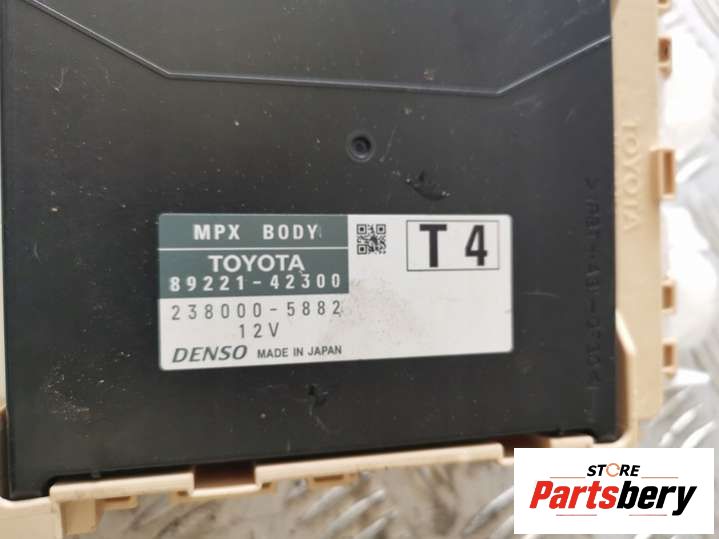 MPX BODY
T4
TOYOTA
89221-42300
238000-5882
12V
DENSO MADE IN JAPAN
TOYOTA
STORE
Partsbery